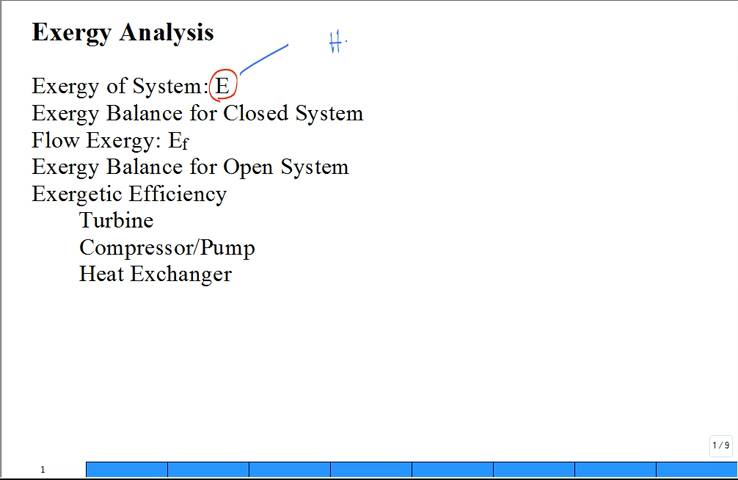 Exergy Analysis
H.
Exergy of System: E
Exergy Balance for Closed System
Flow Exergy: Ef
Exergy Balance for Open System
Exergetic Efficiency
Turbine
Compressor/Pump
Heat Exchanger
1/9
1